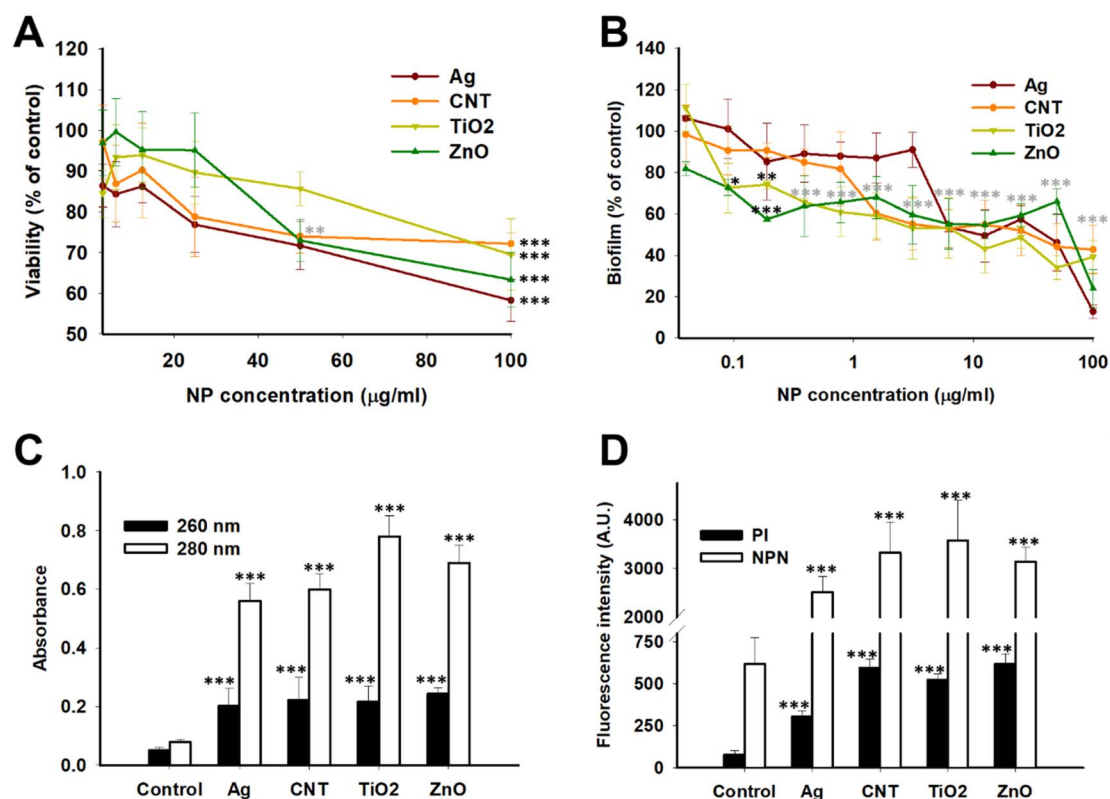 A
B
120
110
100
90
80
70
60
50
Viability (% of control)
Ag
CNT
TiO2
ZnO
**
***
***
***
***
20 40 60 80 100
NP concentration (µg/ml)
140
120
100
80
60
40
20
0
Biofilm (% of control)
Ag
CNT
TiO2
ZnO
*
**
***
***
***
***
***
***
***
***
***
***
0.1 1 10 100
NP concentration (µg/ml)
C
D
1.0
0.8
0.6
0.4
0.2
0.0
Absorbance
260 nm
280 nm
*** *** *** ***
*** *** *** ***
Control Ag CNT TiO2 ZnO
4000
3000
2000
750
500
250
0
Fluorescence intensity (A.U.)
PI
NPN
*** *** *** ***
*** *** *** ***
Control Ag CNT TiO2 ZnO